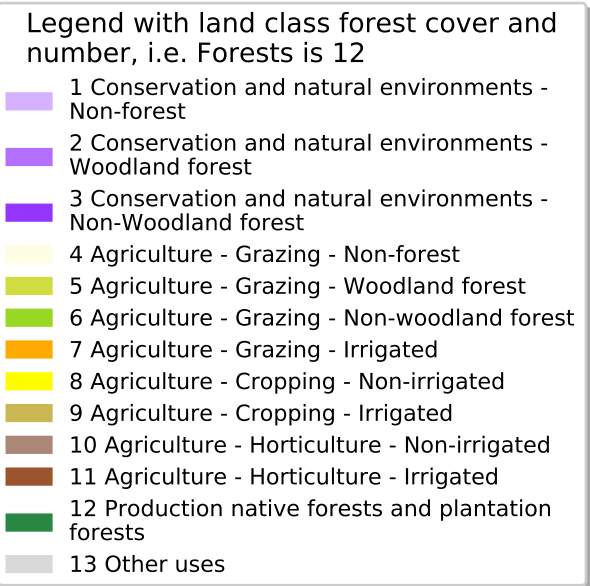 Legend with land class forest cover and
number, i.e. Forests is 12
1 Conservation and natural environments -
Non-forest
2 Conservation and natural environments -
Woodland forest
3 Conservation and natural environments -
Non-Woodland forest
4 Agriculture - Grazing - Non-forest
5 Agriculture - Grazing - Woodland forest
6 Agriculture - Grazing - Non-woodland forest
7 Agriculture - Grazing - Irrigated
8 Agriculture - Cropping - Non-irrigated
9 Agriculture - Cropping - Irrigated
10 Agriculture - Horticulture - Non-irrigated
11 Agriculture - Horticulture - Irrigated
12 Production native forests and plantation
forests
13 Other uses